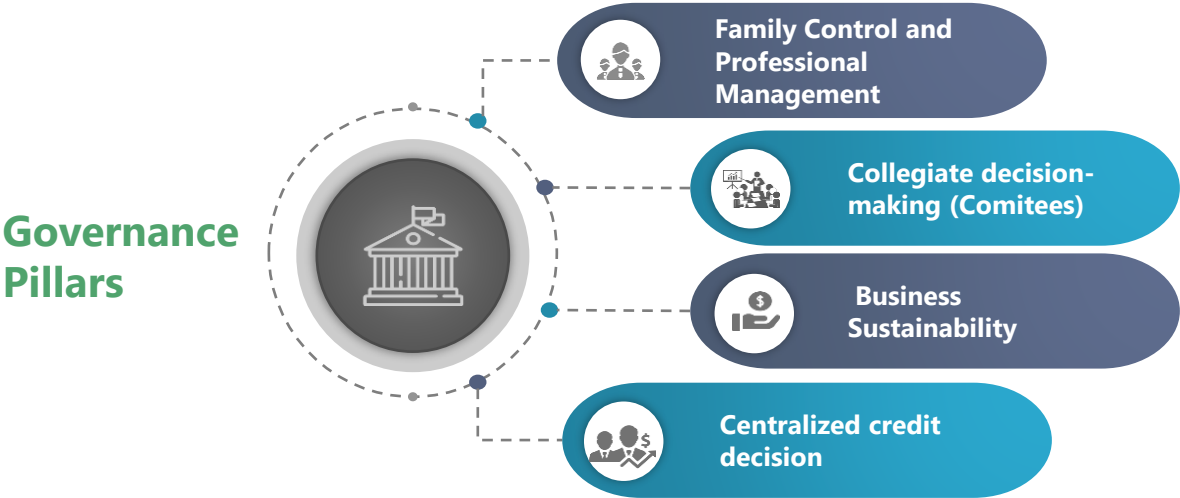 Governance
Pillars
Family Control and
Professional
Management
Collegiate decision-
making (Comitees)
Business
Sustainability
Centralized credit
decision